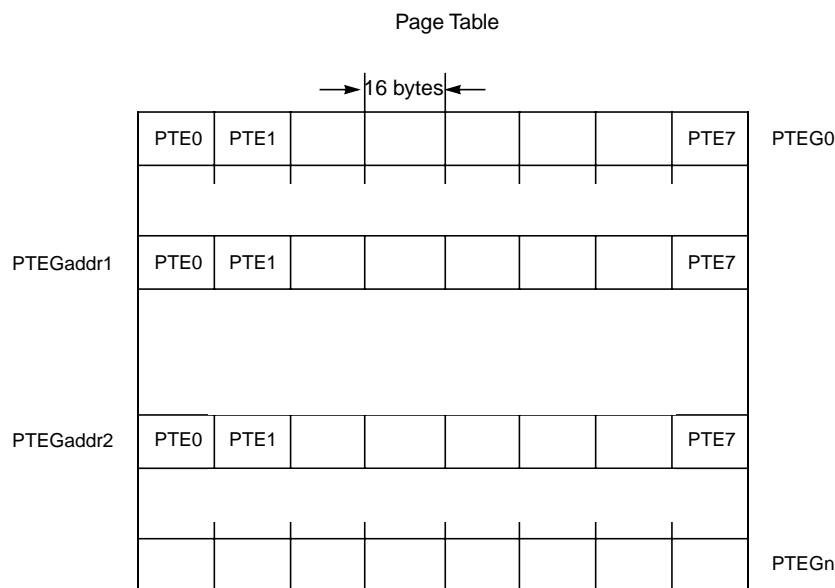 Page Table
16 bytes
PTE0 PTE1 PTE7 PTEG0
PTEGaddr1 PTE0 PTE1 PTE7
PTEGaddr2 PTE0 PTE1 PTE7
PTEGn